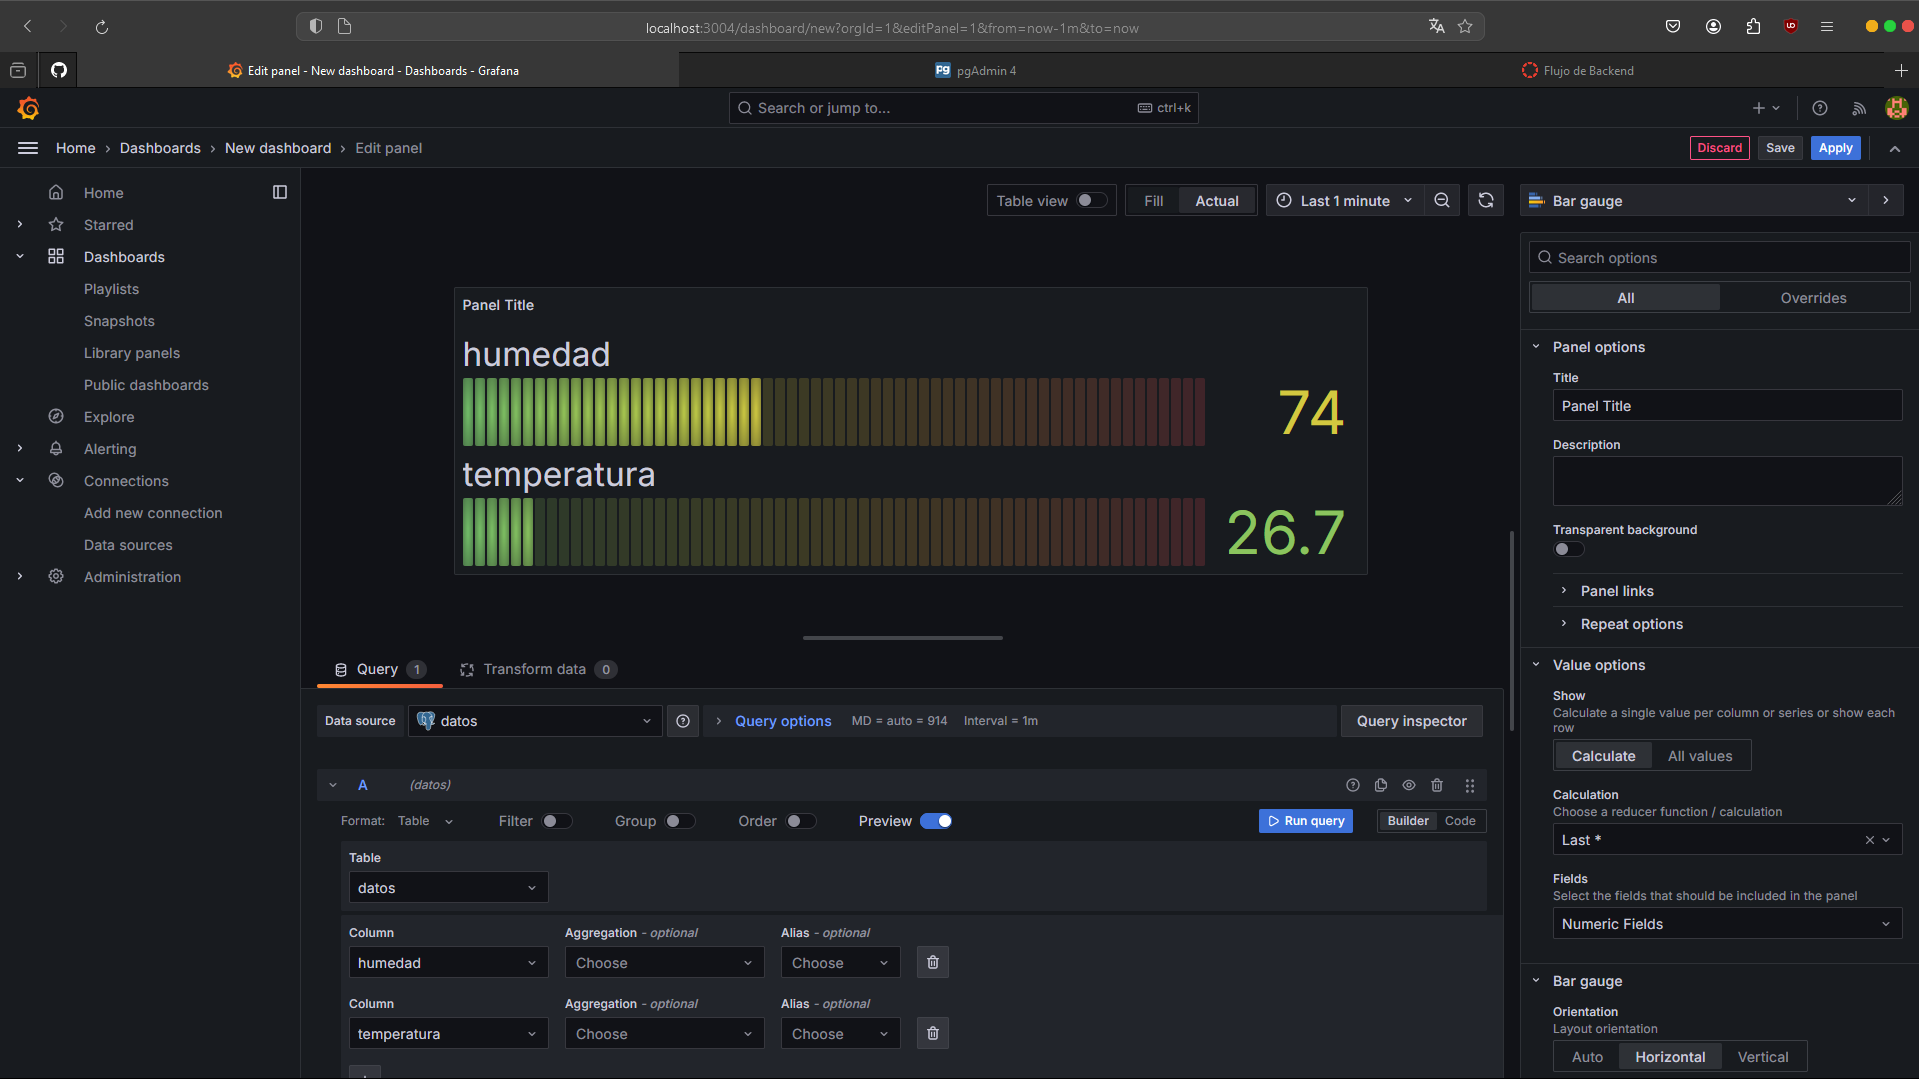 localhost:3004/dashboard/new?orgId=1&editPanel=1&from=now-1m&to=now
Edit panel - New dashboard - Dashboards - Grafana
pgAdmin 4
Flujo de Backend
Search or jump to...
ctrl+k
Home › Dashboards › New dashboard › Edit panel
Discard
Save
Apply
Home
Starred
Dashboards
Playlists
Snapshots
Library panels
Public dashboards
Explore
Alerting
Connections
Add new connection
Data sources
Administration
Table view
Fill
Actual
Last 1 minute
Panel Title
humedad
74
temperatura
26.7
Query 1
Transform data 0
Data source
datos
Query options
MD = auto = 914
Interval = 1m
Query inspector
A
(datos)
Format: Table
Filter
Group
Order
Preview
Run query
Builder
Code
Table
datos
Column
Aggregation - optional
Alias - optional
humedad
Choose
Choose
Column
Aggregation - optional
Alias - optional
temperatura
Choose
Choose
Bar gauge
Search options
All
Overrides
Panel options
Title
Panel Title
Description
Transparent background
Panel links
Repeat options
Value options
Show
Calculate a single value per column or series or show each
row
Calculate
All values
Calculation
Choose a reducer function / calculation
Last *
Fields
Select the fields that should be included in the panel
Numeric Fields
Bar gauge
Orientation
Layout orientation
Auto
Horizontal
Vertical